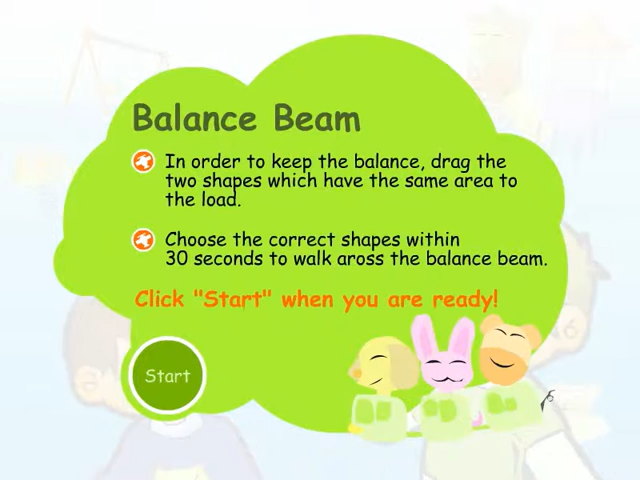 Balance Beam
In order to keep the balance, drag the
two shapes which have the same area to
the load.
Choose the correct shapes within
30 seconds to walk aross the balance beam.
Click "Start" when you are ready!
Start